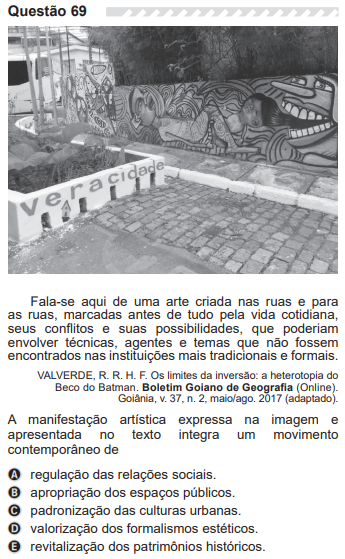 Questão 69
veracidade
Fala-se aqui de uma arte criada nas ruas e para
as ruas, marcadas antes de tudo pela vida cotidiana,
seus conflitos e suas possibilidades, que poderiam
envolver técnicas, agentes e temas que não fossem
encontrados nas instituições mais tradicionais e formais.
VALVERDE, R. R. H. F. Os limites da inversão: a heterotopia do
Beco do Batman. Boletim Goiano de Geografia (Online).
Goiânia, v. 37, n. 2, maio/ago. 2017 (adaptado).
A manifestação artística expressa na imagem e
apresentada no texto integra um movimento
contemporâneo de
A regulação das relações sociais.
B apropriação dos espaços públicos.
C padronização das culturas urbanas.
D valorização dos formalismos estéticos.
E revitalização dos patrimônios históricos.